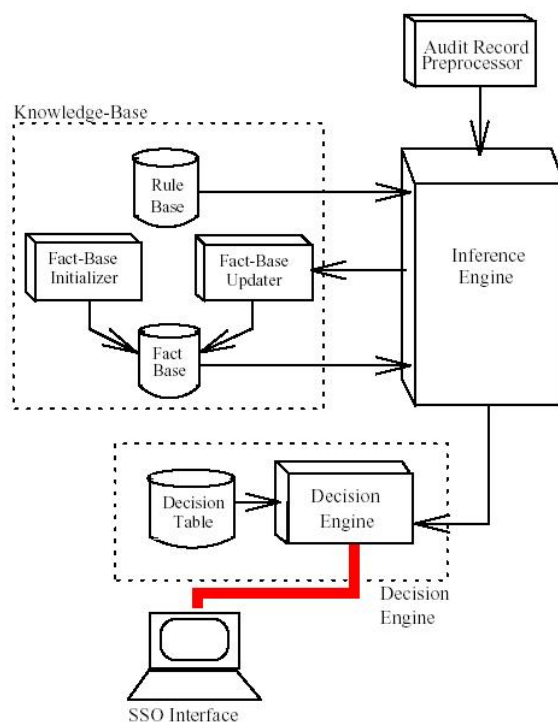 Audit Record
Preprocessor
Knowledge-Base
Rule
Base
Fact-Base
Initializer
Fact-Base
Updater
Inference
Engine
Fact
Base
Decision
Table
Decision
Engine
Decision
Engine
SSO Interface